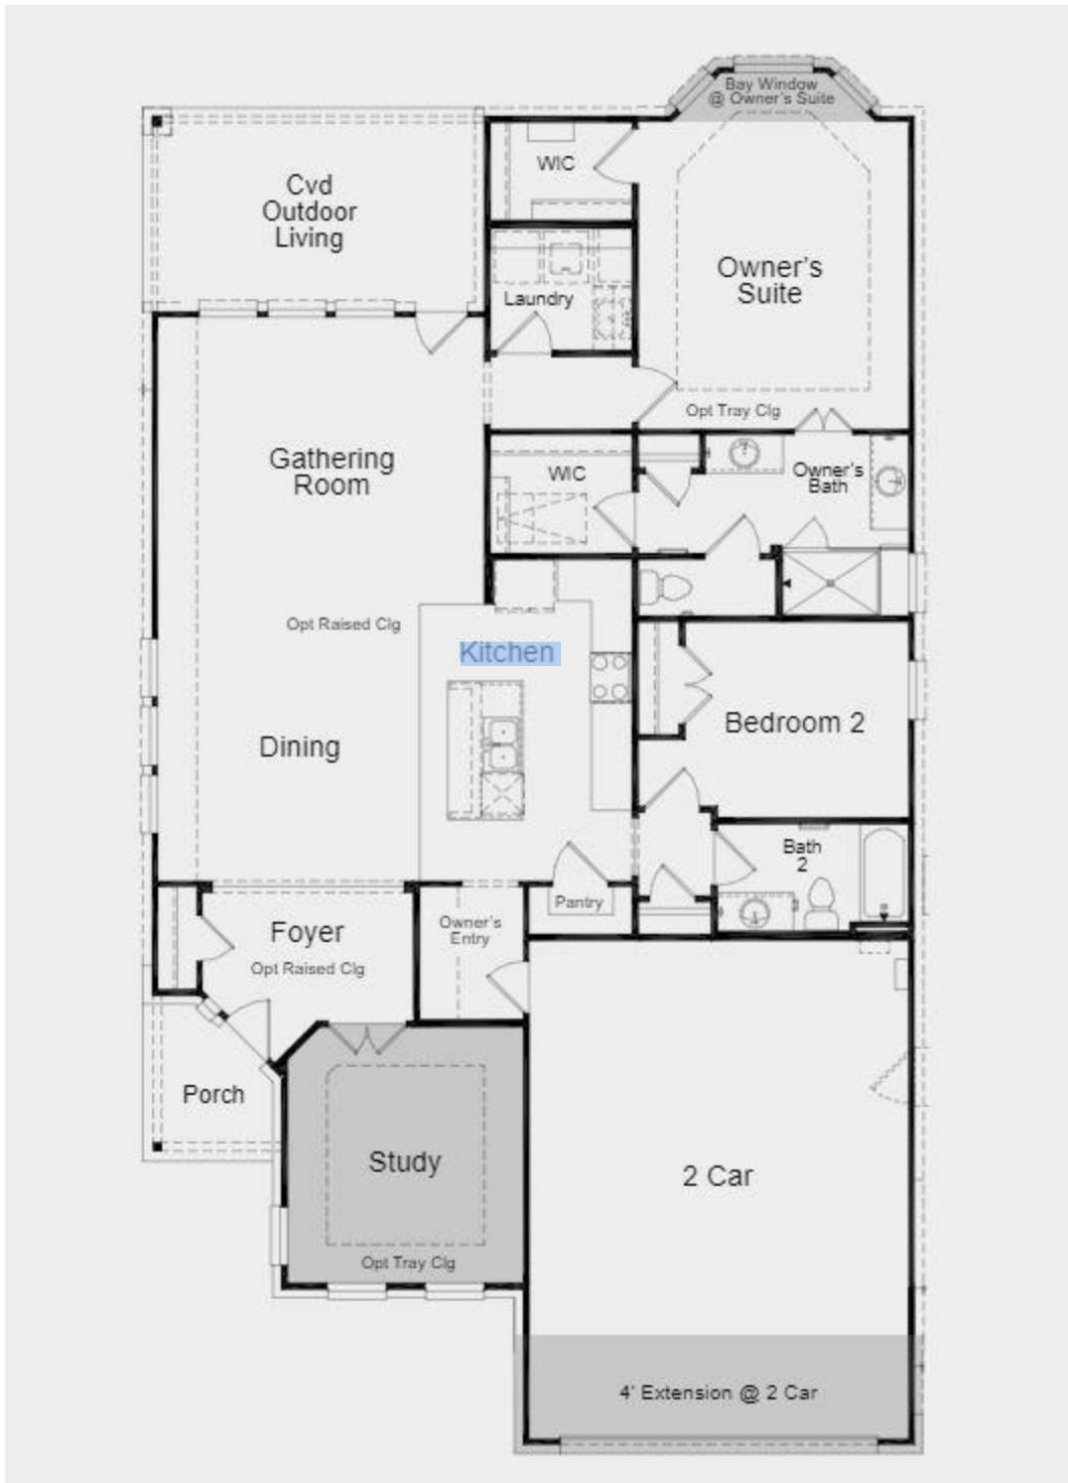 Bay Window
@ Owner's Suite
WIC
Cvd
Outdoor
Living
Owner's
Suite
Laundry
Opt Tray Clg
Gathering
Room
WIC
Owner's
Bath
Opt Raised Clg
Kitchen
Bedroom 2
Dining
Bath
2
Pantry
Owner's
Entry
Foyer
Opt Raised Clg
Porch
Study
2 Car
Opt Tray Clg
4' Extension @ 2 Car